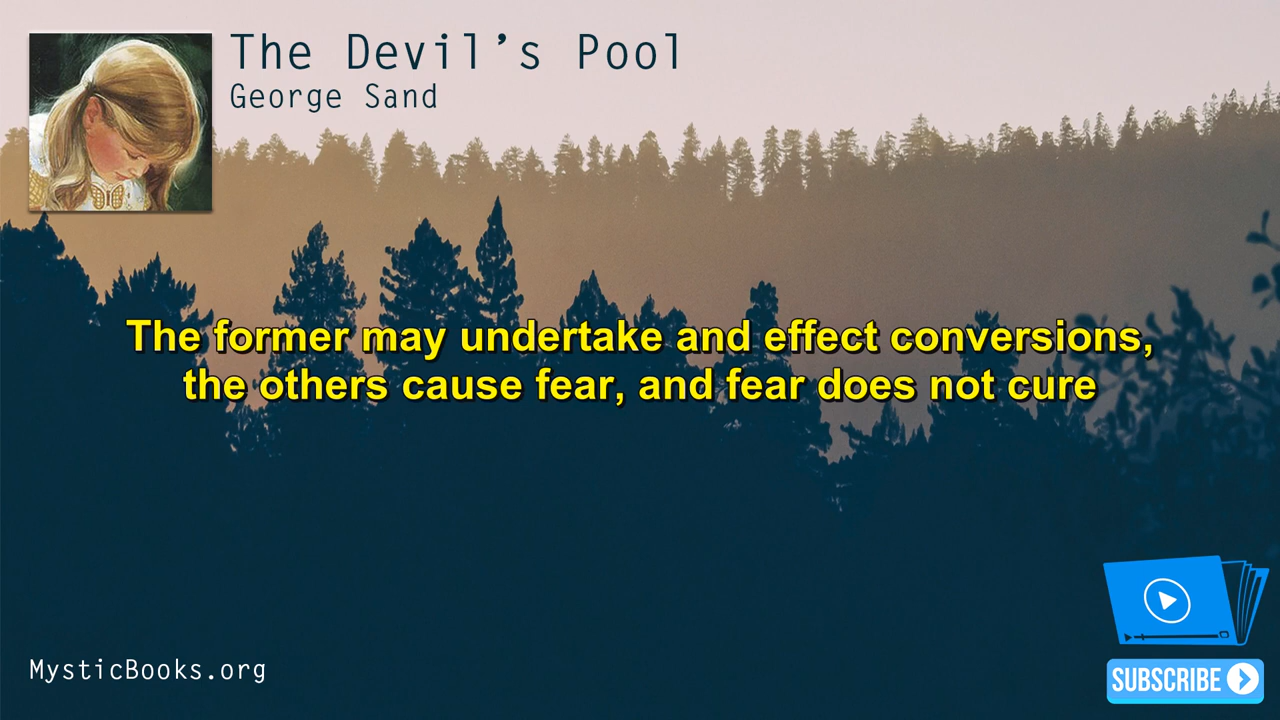 The Devil's Pool
George Sand
The former may undertake and effect conversions,
the others cause fear, and fear does not cure
MysticBooks.org
SUBSCRIBE